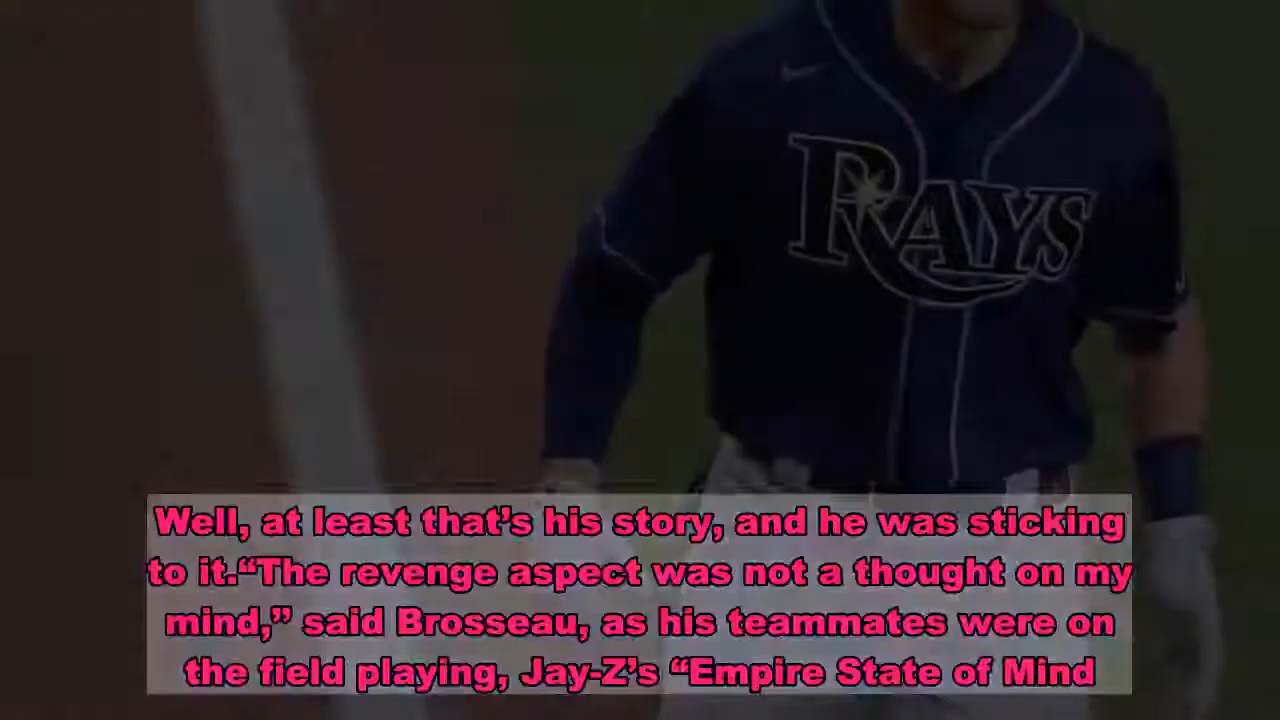 RAYS
Well, at least that’s his story, and he was sticking
to it.“The revenge aspect was not a thought on my
mind,” said Brosseau, as his teammates were on
the field playing, Jay-Z’s “Empire State of Mind